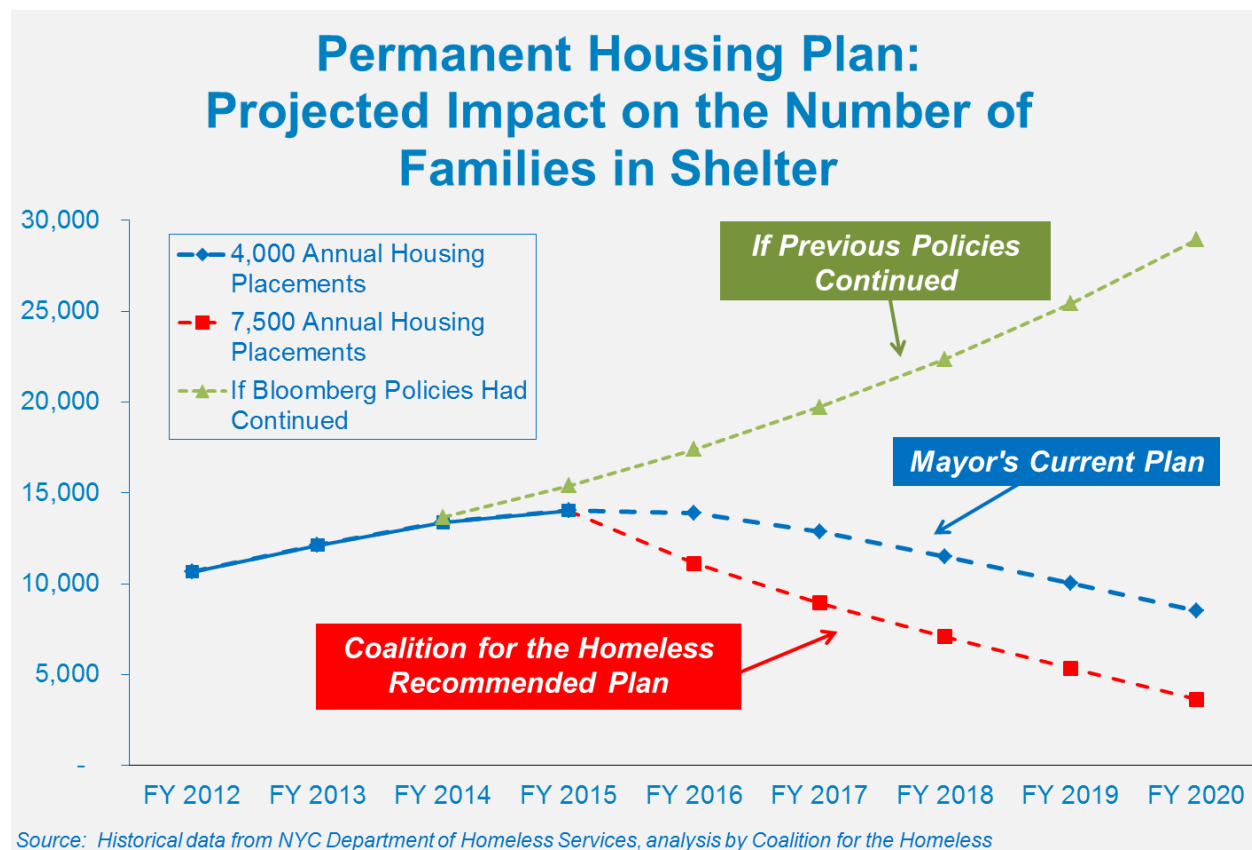 Permanent Housing Plan:
Projected Impact on the Number of
Families in Shelter
30,000
25,000
20,000
15,000
10,000
5,000
-
4,000 Annual Housing
Placements
7,500 Annual Housing
Placements
If Bloomberg Policies Had
Continued
If Previous Policies
Continued
Mayor's Current Plan
Coalition for the Homeless
Recommended Plan
FY 2012 FY 2013 FY 2014 FY 2015 FY 2016 FY 2017 FY 2018 FY 2019 FY 2020
Source: Historical data from NYC Department of Homeless Services, analysis by Coalition for the Homeless